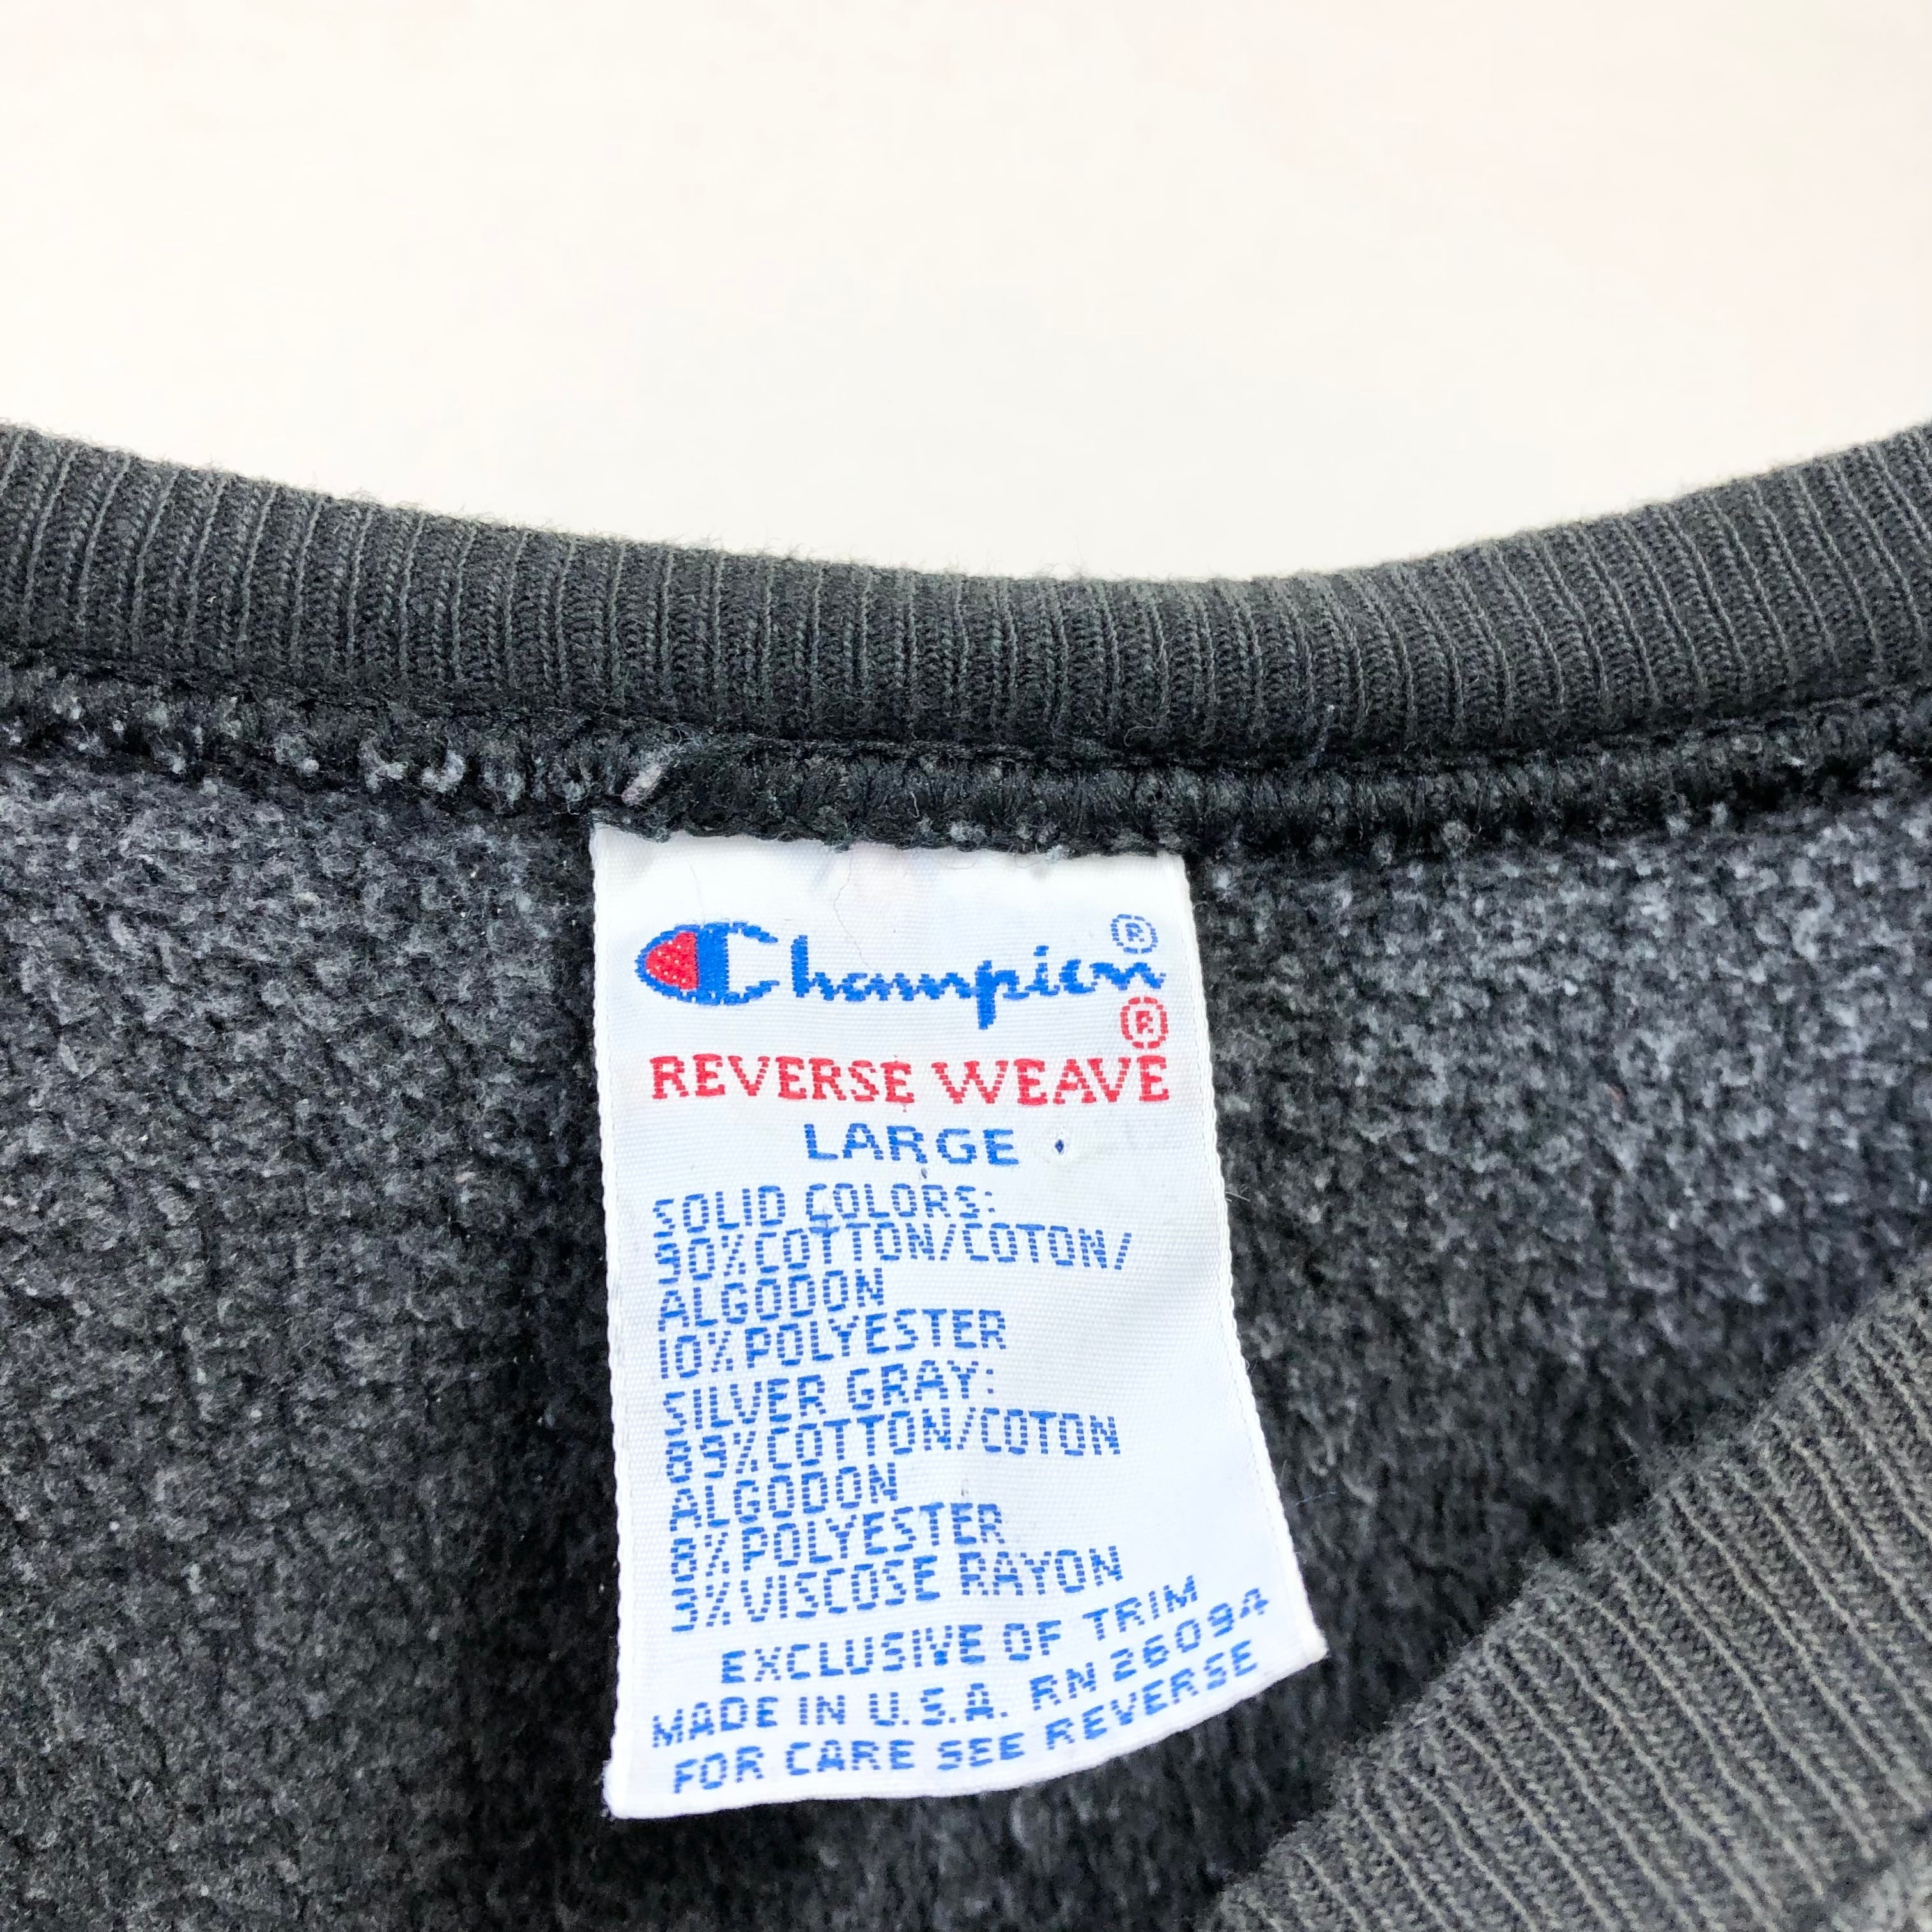 Champion®
®
REVERSE WEAVE
LARGE
SOLID COLORS:
90%COTTON/COTON/
ALGODON
10%POLYESTER
SILVER GRAY:
89%COTTON/COTON
ALGODON
8%POLYESTER
3%VISCOSE RAYON
EXCLUSIVE OF TRIM
MADE IN U.S.A. RN 26094
FOR CARE SEE REVERSE